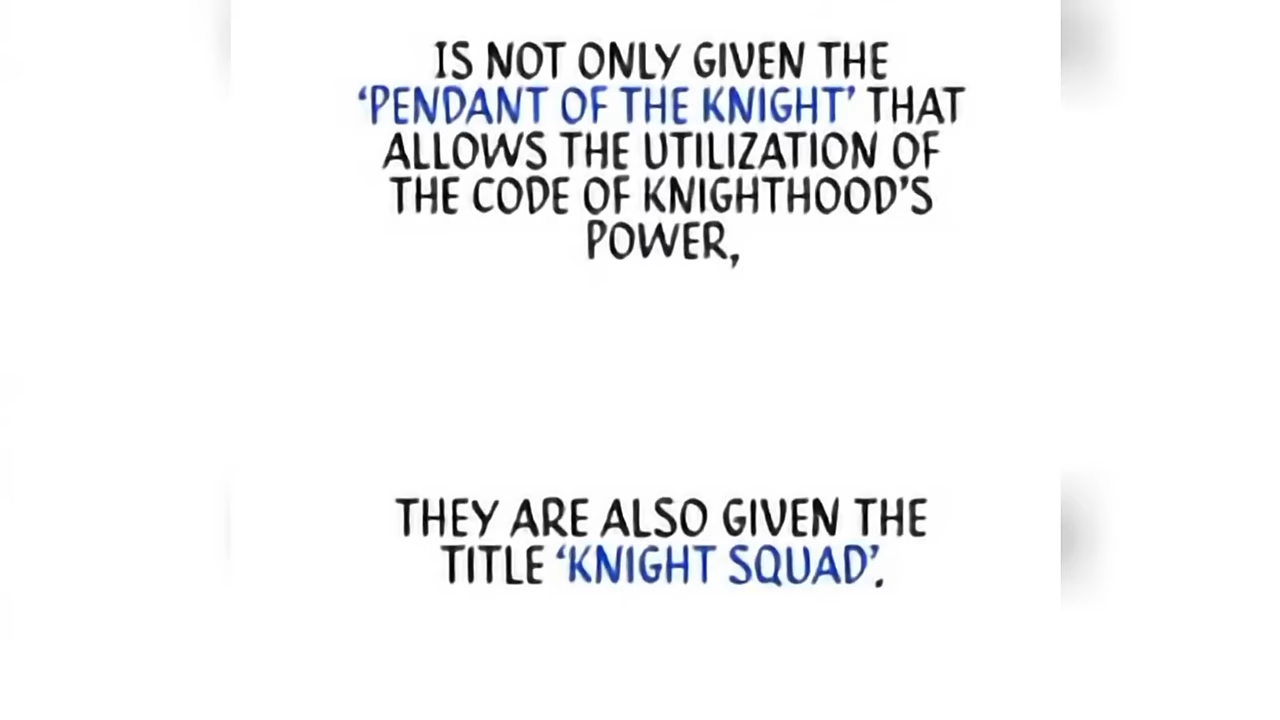 IS NOT ONLY GIVEN THE
‘PENDANT OF THE KNIGHT’ THAT
ALLOWS THE UTILIZATION OF
THE CODE OF KNIGHTHOOD’S
POWER,
THEY ARE ALSO GIVEN THE
TITLE ‘KNIGHT SQUAD’.